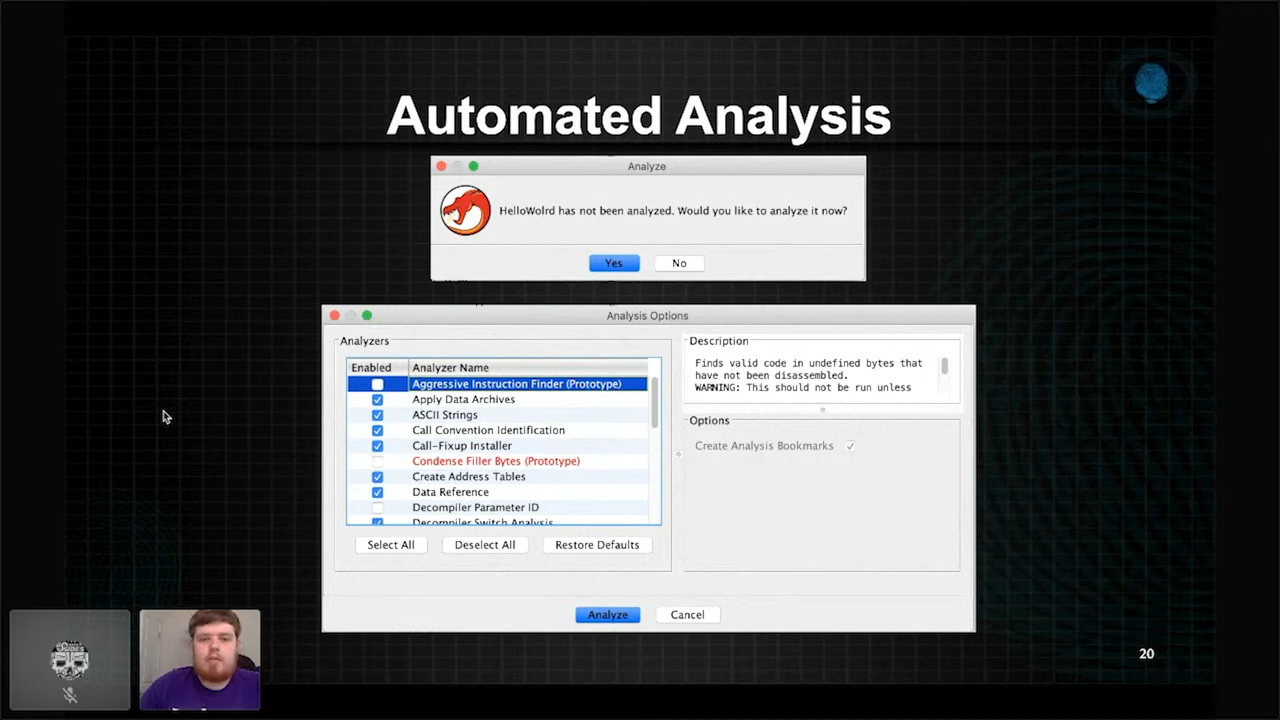 Automated Analysis
Analyze
HelloWolrd has not been analyzed. Would you like to analyze it now?
Yes
No
Analysis Options
Analyzers
Enabled
Analyzer Name
Aggressive Instruction Finder (Prototype)
Apply Data Archives
ASCII Strings
Call Convention Identification
Call-Fixup Installer
Condense Filler Bytes (Prototype)
Create Address Tables
Data Reference
Decompiler Parameter ID
Decompiler Switch Analysis
Select All
Deselect All
Restore Defaults
Description
Finds valid code in undefined bytes that
have not been disassembled.
WARNING: This should not be run unless
Options
Create Analysis Bookmarks
Analyze
Cancel
20